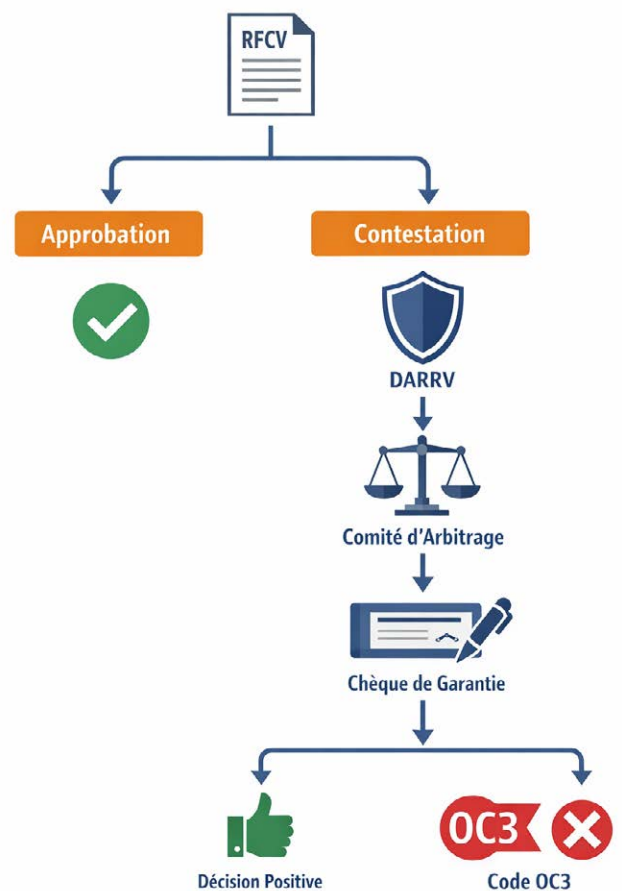 RFCV
Approbation
Contestation
DARRV
Comité d'Arbitrage
Chèque de Garantie
OC3
Décision Positive
Code OC3